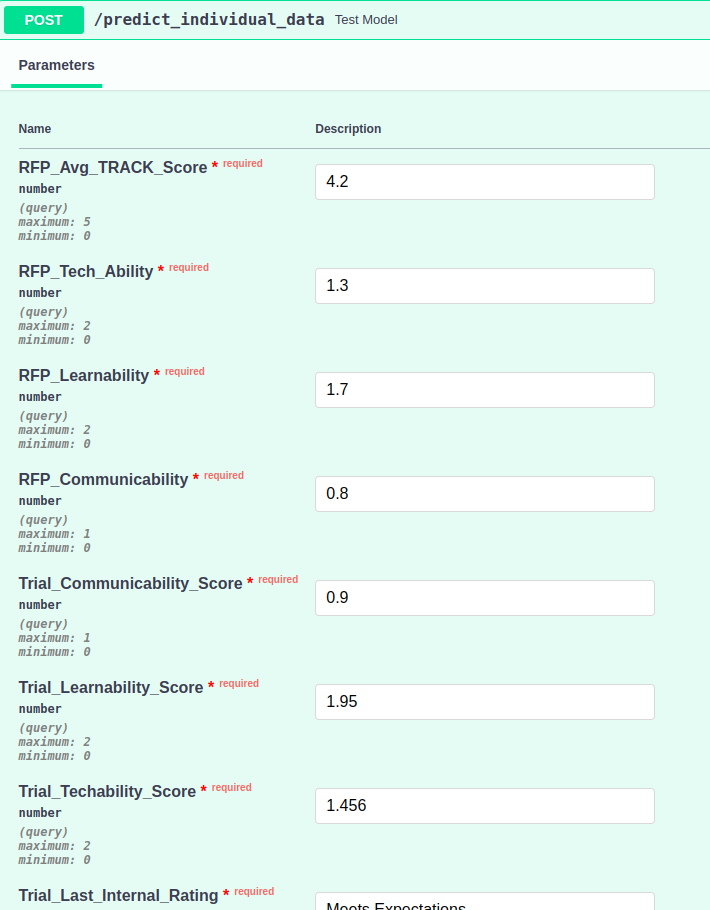 POST /predict_individual_data Test Model
Parameters
Name Description
RFP_Avg_TRACK_Score * required
number
(query)
maximum: 5
minimum: 0
4.2
RFP_Tech_Ability * required
number
(query)
maximum: 2
minimum: 0
1.3
RFP_Learnability * required
number
(query)
maximum: 2
minimum: 0
1.7
RFP_Communicability * required
number
(query)
maximum: 1
minimum: 0
0.8
Trial_Communicability_Score * required
number
(query)
maximum: 1
minimum: 0
0.9
Trial_Learnability_Score * required
number
(query)
maximum: 2
minimum: 0
1.95
Trial_Techability_Score * required
number
(query)
maximum: 2
minimum: 0
1.456
Trial_Last_Internal_Rating * required
Meets Expectations